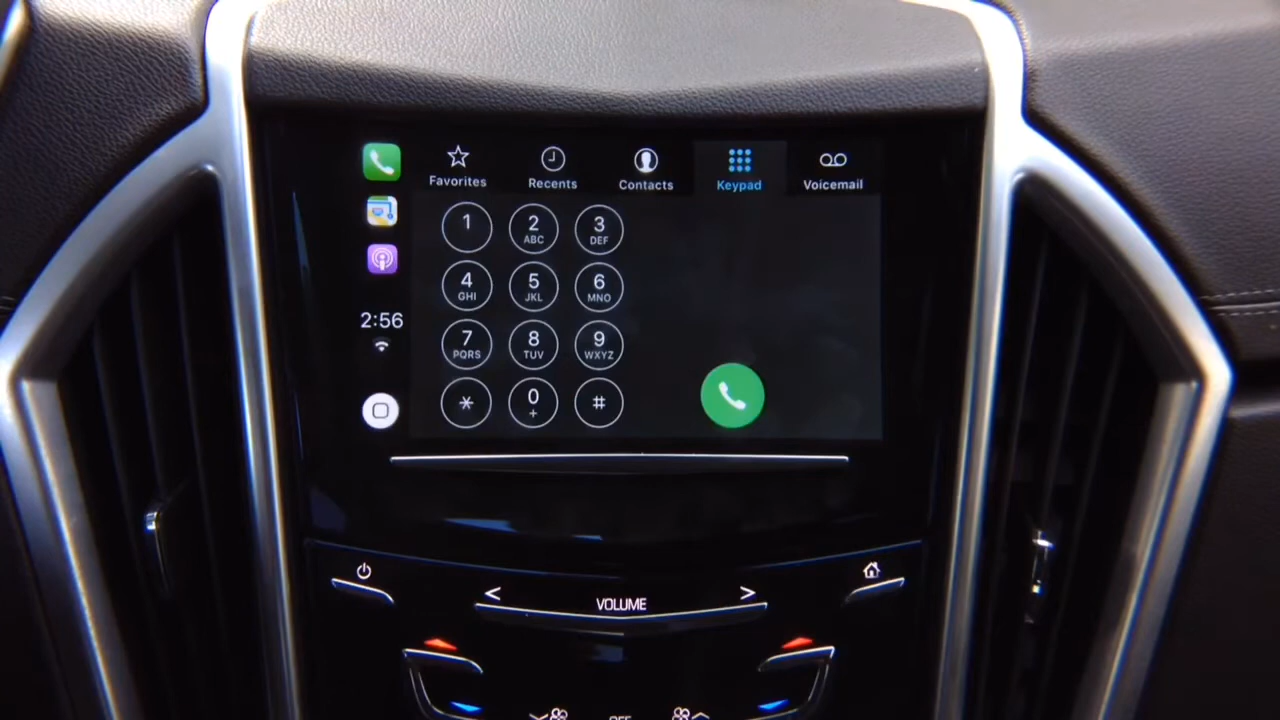 Favorites
Recents
Contacts
Keypad
Voicemail
1
2
ABC
3
DEF
4
GHI
5
JKL
6
MNO
7
PQRS
8
TUV
9
WXYZ
*
0
+
#
2:56
<
VOLUME
>
OFF